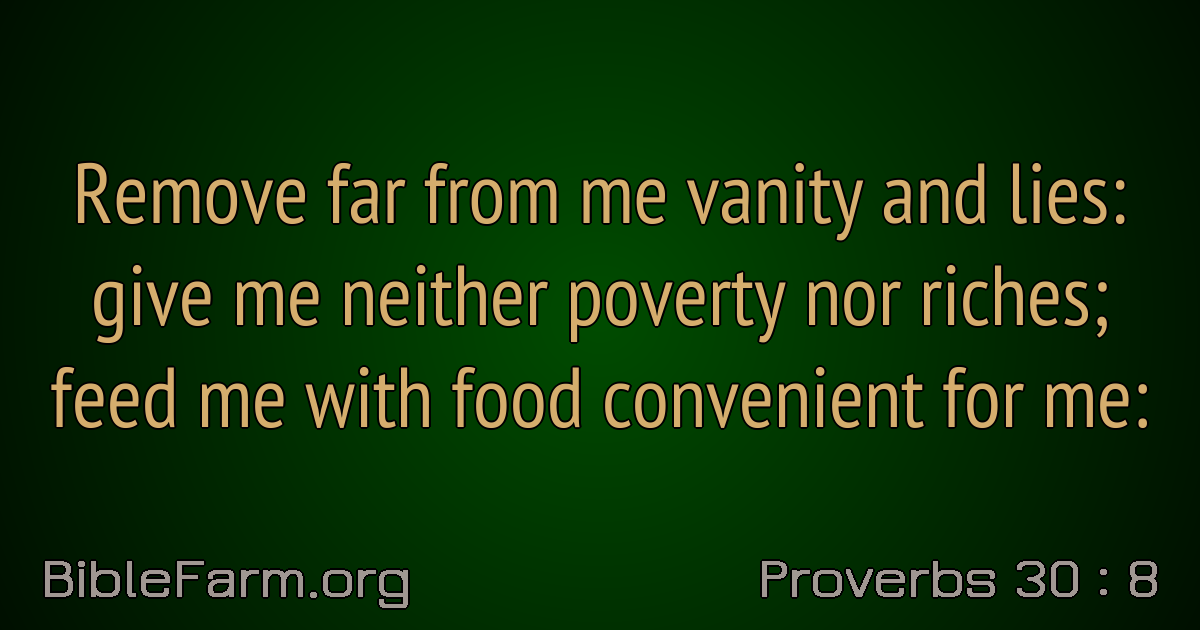 Remove far from me vanity and lies:
give me neither poverty nor riches;
feed me with food convenient for me:
BibleFarm.org
Proverbs 30 : 8